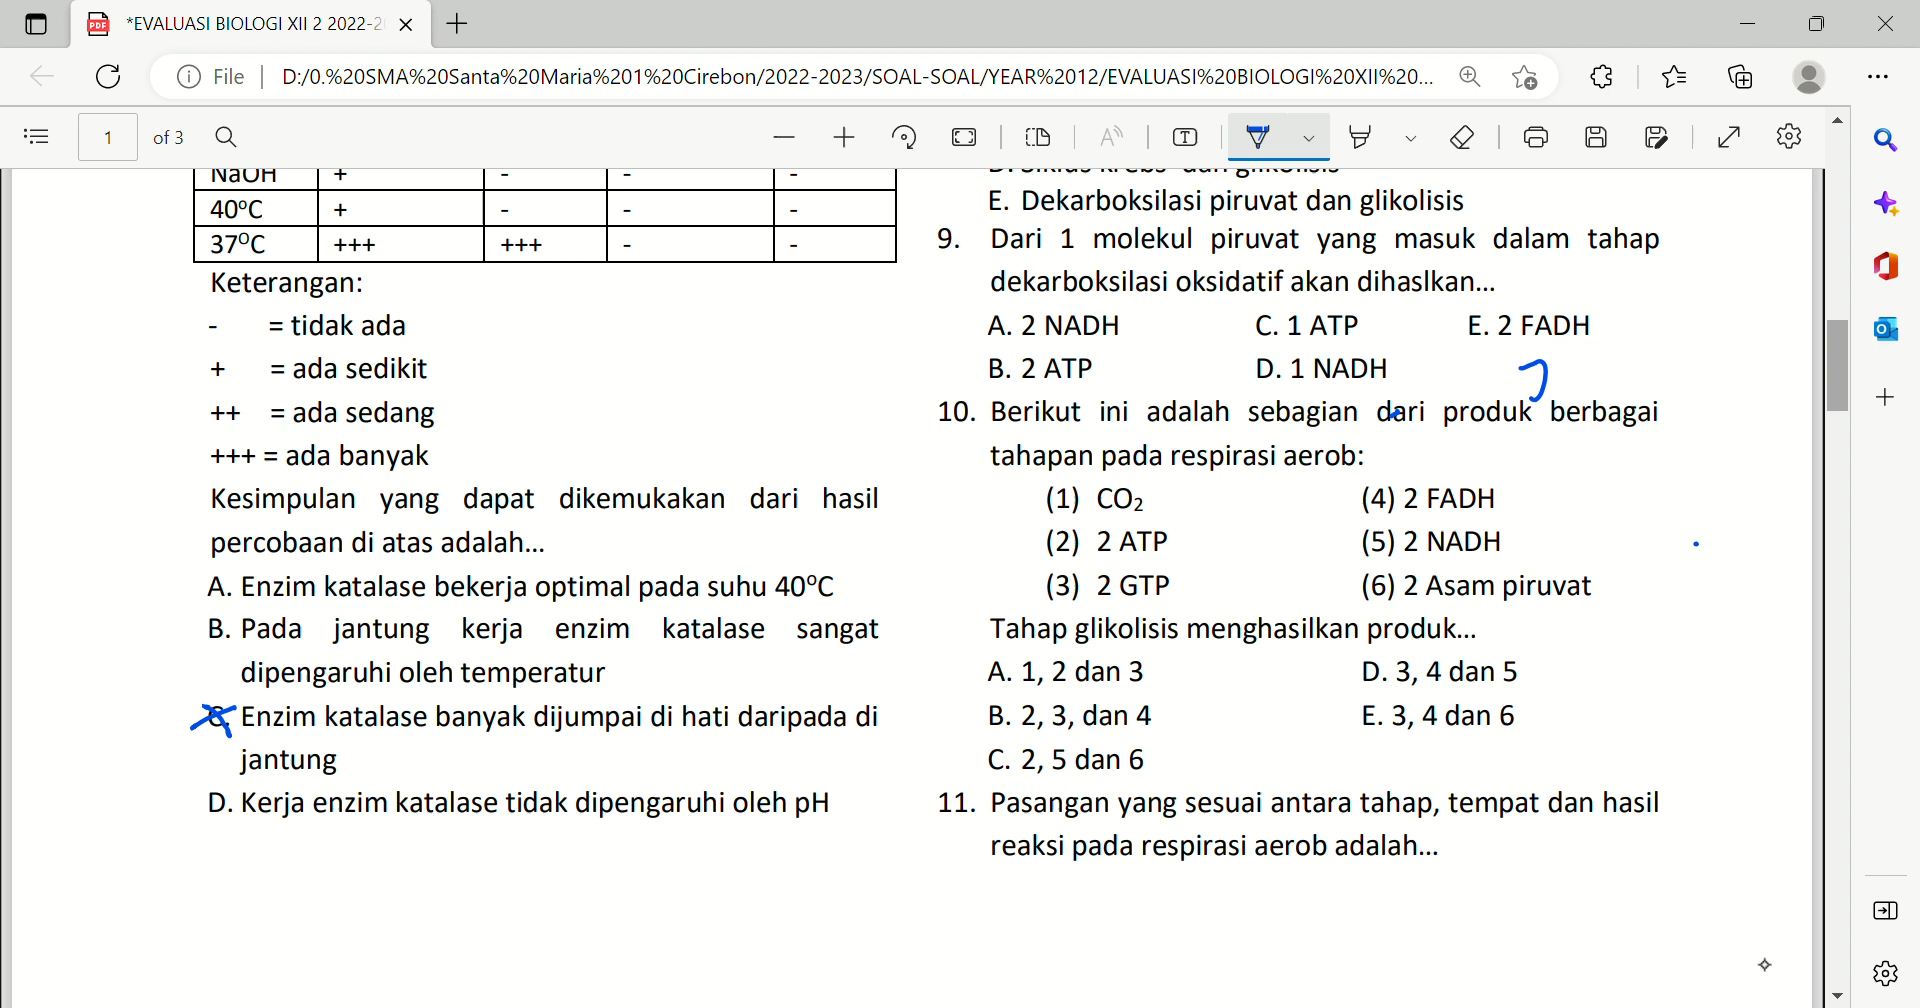 *EVALUASI BIOLOGI XII 2 2022-2
File
D:/0.%20SMA%20Santa%20Maria%201%20Cirebon/2022-2023/SOAL-SOAL/YEAR%2012/EVALUASI%20BIOLOGI%20XII%20...
1 of 3
NaOH + - - -
40°C + - - -
37⁰C +++ +++ - -
Keterangan:
- = tidak ada
+ = ada sedikit
++ = ada sedang
+++ = ada banyak
Kesimpulan yang dapat dikemukakan dari hasil
percobaan di atas adalah...
A. Enzim katalase bekerja optimal pada suhu 40°C
B. Pada jantung kerja enzim katalase sangat
dipengaruhi oleh temperatur
C. Enzim katalase banyak dijumpai di hati daripada di
jantung
D. Kerja enzim katalase tidak dipengaruhi oleh pH
D. Siklus krebs dan glikolisis
E. Dekarboksilasi piruvat dan glikolisis
9. Dari 1 molekul piruvat yang masuk dalam tahap
dekarboksilasi oksidatif akan dihaslkan...
A. 2 NADH C. 1 ATP E. 2 FADH
B. 2 ATP D. 1 NADH
10. Berikut ini adalah sebagian dari produk berbagai
tahapan pada respirasi aerob:
(1) CO₂ (4) 2 FADH
(2) 2 ATP (5) 2 NADH
(3) 2 GTP (6) 2 Asam piruvat
Tahap glikolisis menghasilkan produk...
A. 1, 2 dan 3 D. 3, 4 dan 5
B. 2, 3, dan 4 E. 3, 4 dan 6
C. 2, 5 dan 6
11. Pasangan yang sesuai antara tahap, tempat dan hasil
reaksi pada respirasi aerob adalah...